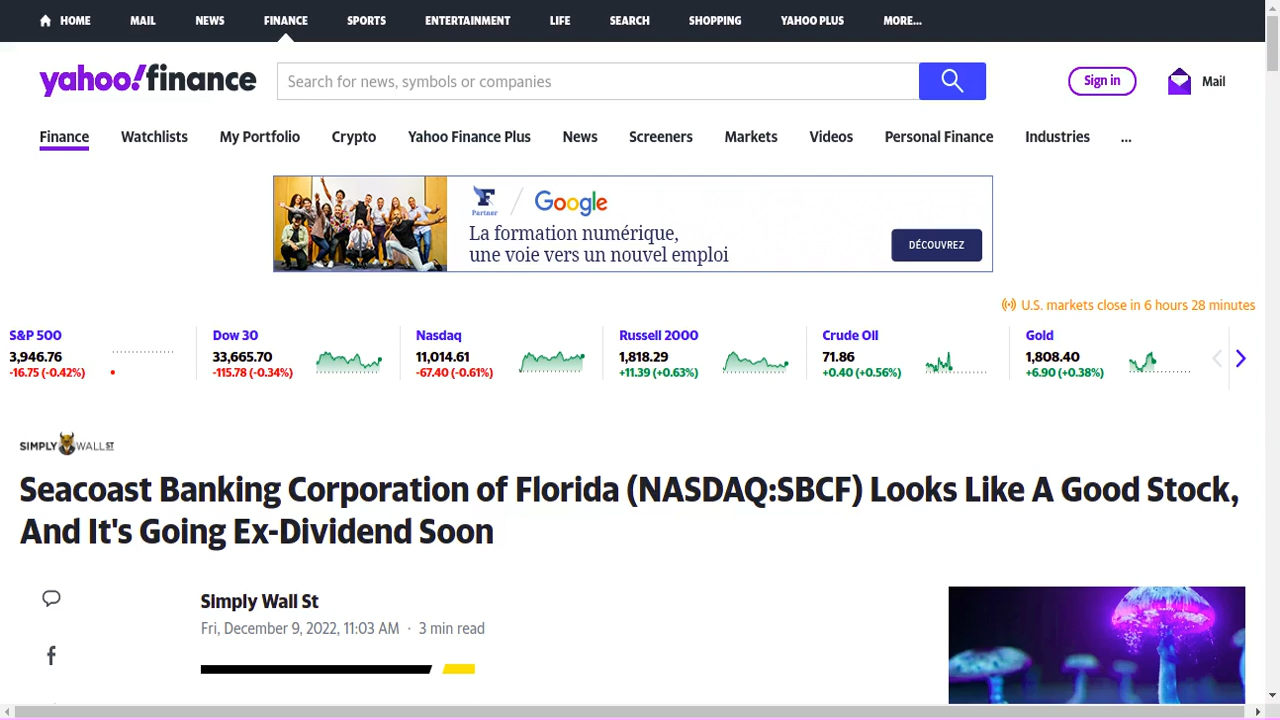 HOME MAIL NEWS FINANCE SPORTS ENTERTAINMENT LIFE SEARCH SHOPPING YAHOO PLUS MORE...
yahoo!finance
Search for news, symbols or companies
Sign in
Mail
Finance Watchlists My Portfolio Crypto Yahoo Finance Plus News Screeners Markets Videos Personal Finance Industries ...
F Partner
Google
La formation numérique,
une voie vers un nouvel emploi
DÉCOUVREZ
U.S. markets close in 6 hours 28 minutes
S&P 500
3,946.76
-16.75 (-0.42%)
Dow 30
33,665.70
-115.78 (-0.34%)
Nasdaq
11,014.61
-67.40 (-0.61%)
Russell 2000
1,818.29
+11.39 (+0.63%)
Crude Oil
71.86
+0.40 (+0.56%)
Gold
1,808.40
+6.90 (+0.38%)
SIMPLY WALL ST
Seacoast Banking Corporation of Florida (NASDAQ:SBCF) Looks Like A Good Stock,
And It's Going Ex-Dividend Soon
Simply Wall St
Fri, December 9, 2022, 11:03 AM · 3 min read